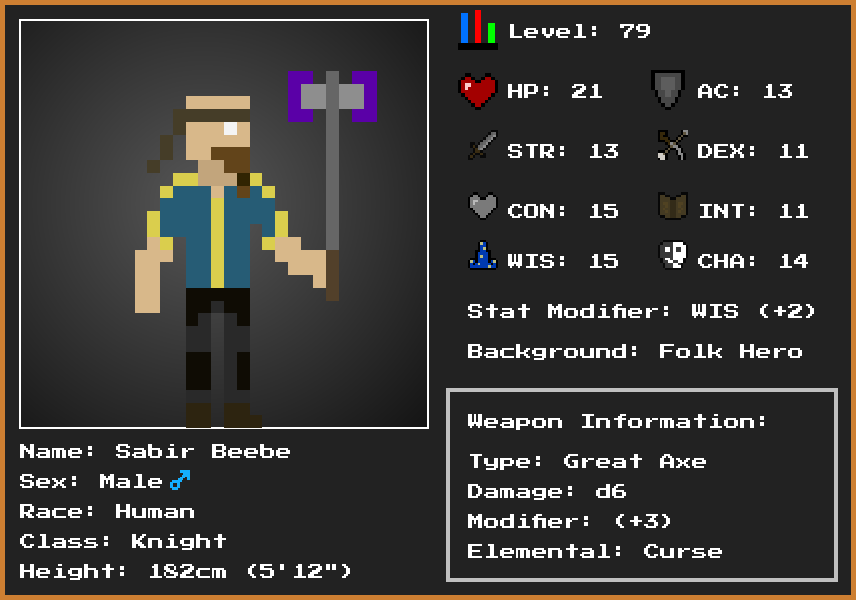 Level: 79
HP: 21
AC: 13
STR: 13
DEX: 11
CON: 15
INT: 11
WIS: 15
CHA: 14
Stat Modifier: WIS (+2)
Background: Folk Hero
Name: Sabir Beebe
Sex: Male♂
Race: Human
Class: Knight
Height: 182cm (5'12")
Weapon Information:
Type: Great Axe
Damage: d6
Modifier: (+3)
Elemental: Curse